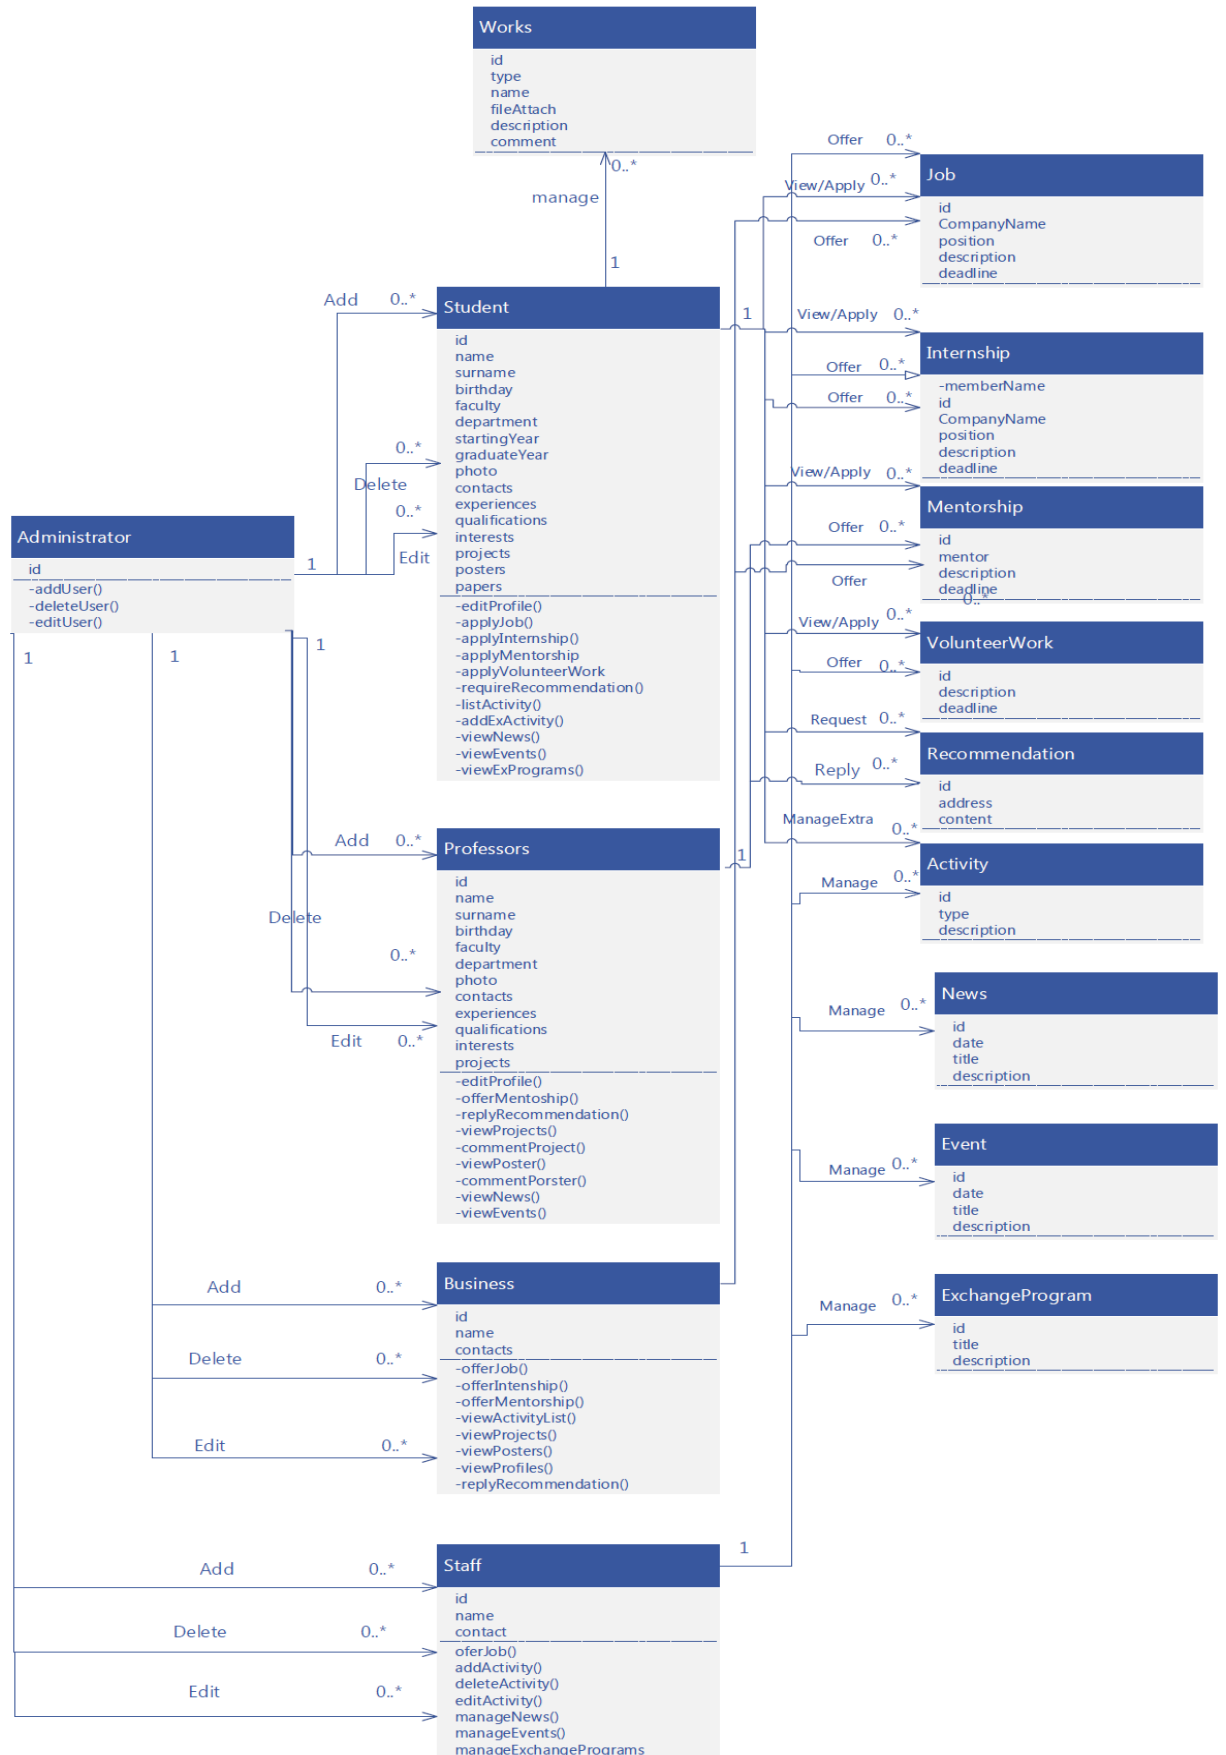 Works
id
type
name
fileAttach
description
comment
0..*
manage
1
Offer 0..*
Job
View/Apply 0..*
id
CompanyName
position
description
deadline
Offer 0..*
Add 0..*
Student
id
name
surname
birthday
faculty
department
startingYear
graduateYear
photo
contacts
experiences
qualifications
interests
projects
posters
papers
-editProfile()
-applyJob()
-applyInternship()
-applyMentorship
-applyVolunteerWork
-requireRecommendation()
-listActivity()
-addExActivity()
-viewNews()
-viewEvents()
-viewExPrograms()
1
View/Apply 0..*
Internship
Offer 0..*
-memberName
id
CompanyName
position
description
deadline
Offer 0..*
0..*
Delete
0..*
Edit
View/Apply 0..*
Mentorship
Offer 0..*
id
mentor
description
deadline
Offer
0..*
Administrator
id
-addUser()
-deleteUser()
-editUser()
1
1
1
1
View/Apply 0..*
VolunteerWork
Offer 0..*
id
description
deadline
Request 0..*
Recommendation
Reply 0..*
id
address
content
ManageExtra
0..*
Activity
Manage 0..*
id
type
description
Add 0..*
Professors
1
id
name
surname
birthday
faculty
department
photo
contacts
experiences
qualifications
interests
projects
-editProfile()
-offerMentoship()
-replyRecommendation()
-viewProjects()
-commentProject()
-viewPoster()
-commentPorster()
-viewNews()
-viewEvents()
Delete
0..*
Edit 0..*
News
Manage 0..*
id
date
title
description
Event
Manage 0..*
id
date
title
description
Add 0..*
Business
id
name
contacts
-offerJob()
-offerIntenship()
-offerMentorship()
-viewActivityList()
-viewProjects()
-viewPosters()
-viewProfiles()
-replyRecommendation()
Delete 0..*
Edit 0..*
ExchangeProgram
Manage 0..*
id
title
description
Add 0..*
Staff
1
id
name
contact
oferJob()
addActivity()
deleteActivity()
editActivity()
manageNews()
manageEvents()
manageExchangePrograms
Delete 0..*
Edit 0..*